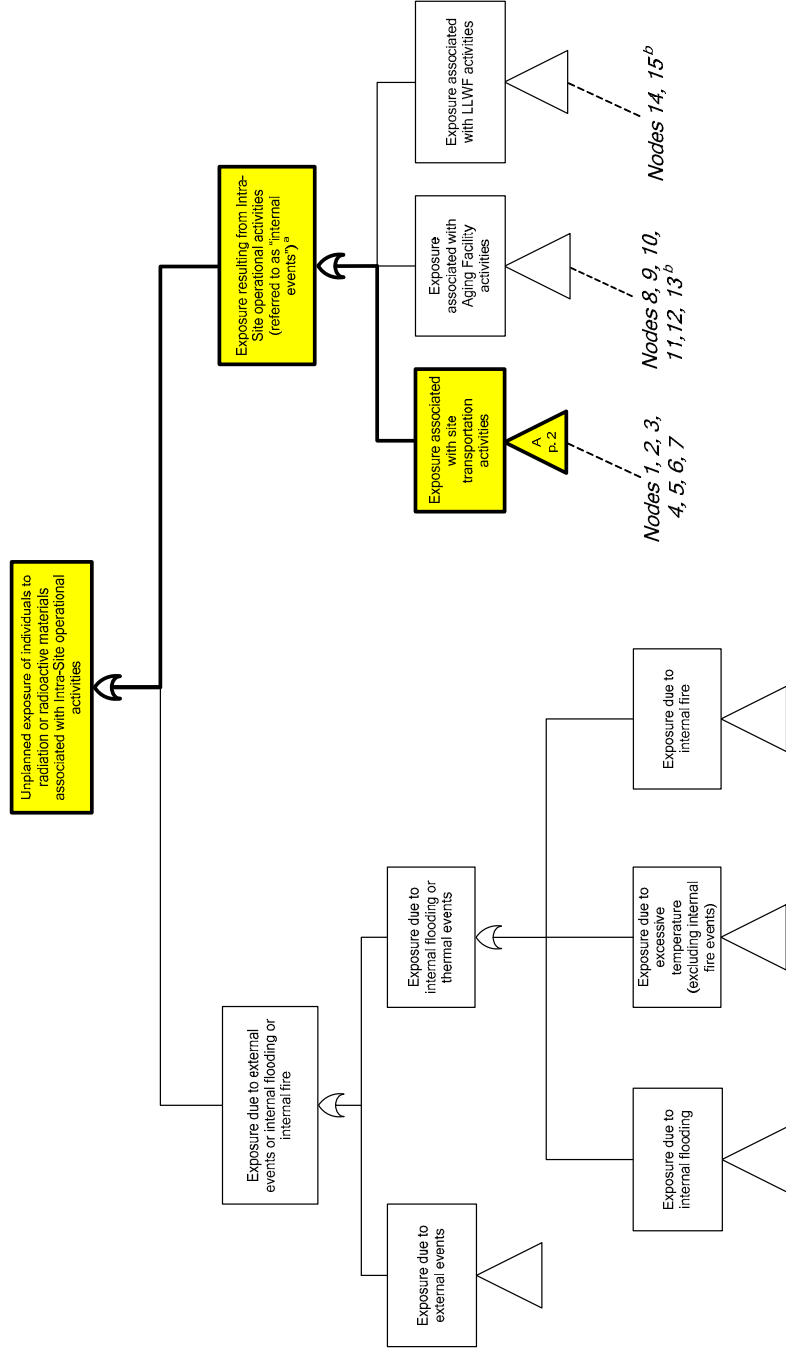 Unplanned exposure of individuals to
radiation or radioactive materials
associated with Intra-Site operational
activities
Exposure due to external
events or internal flooding or
internal fire
Exposure resulting from Intra-
Site operational activities
(referred to as “internal
events”) a
Exposure due to
external events
Exposure due to
internal flooding or
thermal events
Exposure associated
with site
transportation
activities
Exposure
associated with
Aging Facility
activities
Exposure associated
with LLWF activities
A
p. 2
Nodes 1, 2, 3,
4, 5, 6, 7
Nodes 8, 9, 10,
11,12, 13 b
Nodes 14, 15 b
Exposure due to
internal flooding
Exposure due to
excessive
temperature
(excluding internal
fire events)
Exposure due to
internal fire